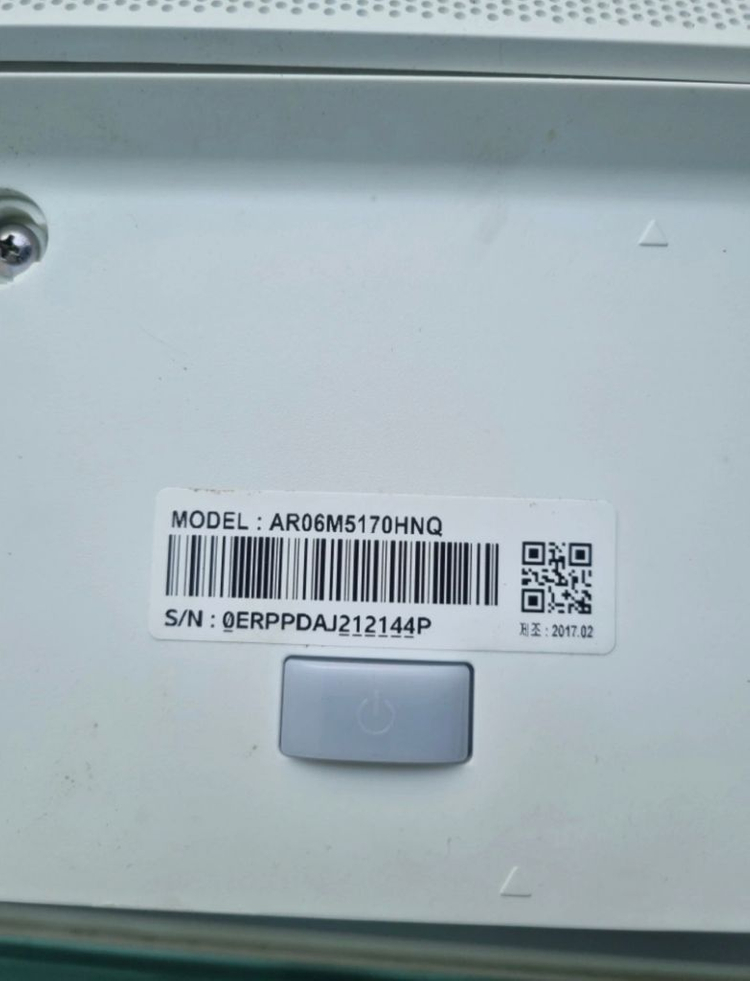 MODEL : AR06M5170HNQ
S/N : 0ERPPDAJ212144P
제조 : 2017.02